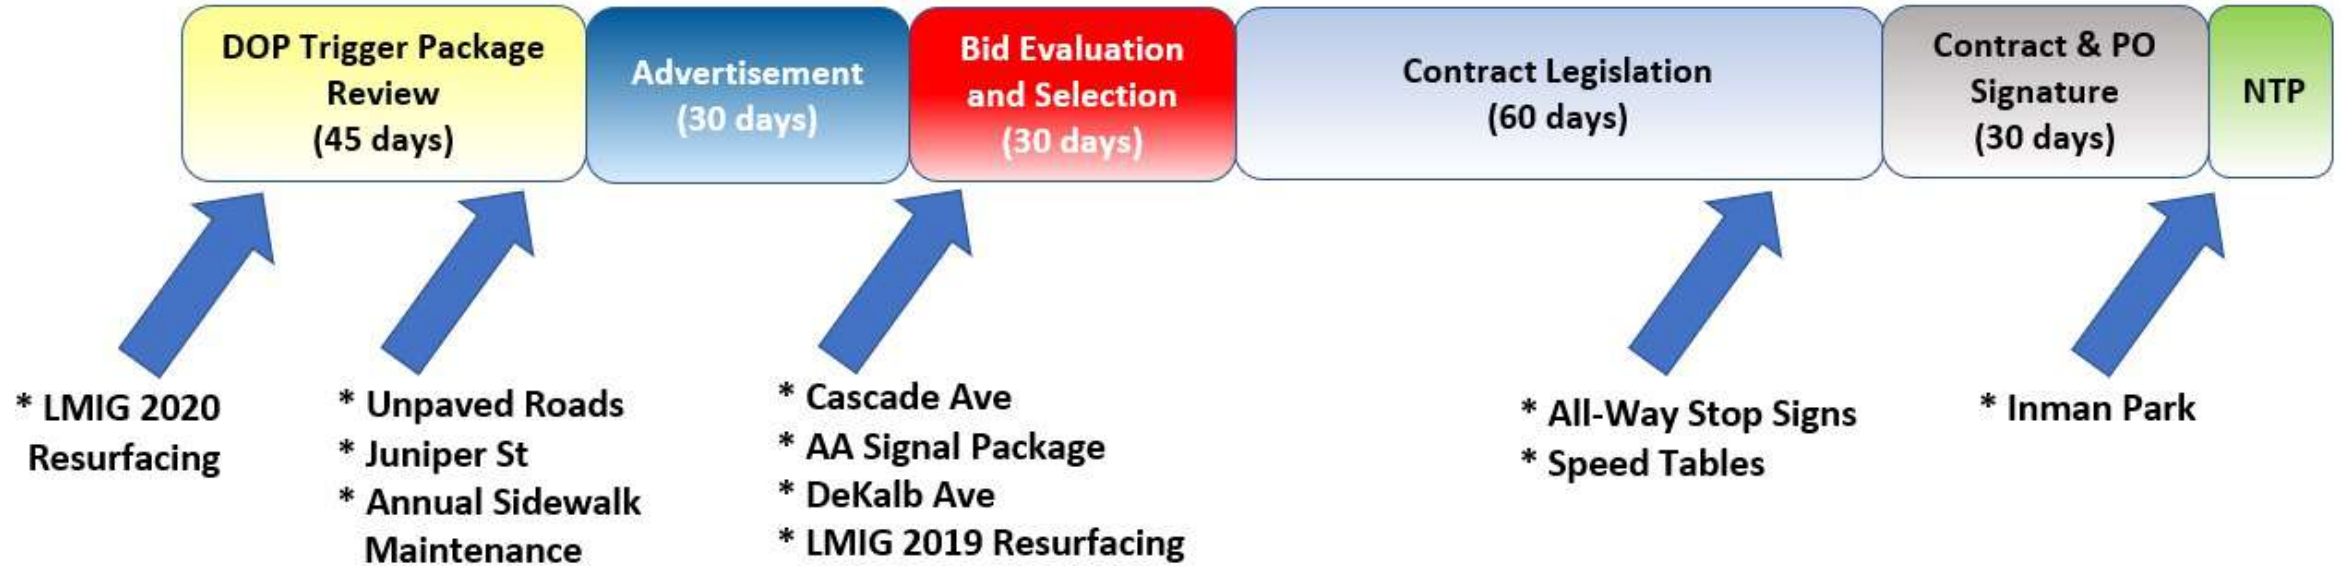 DOP Trigger Package
Review
(45 days)
Advertisement
(30 days)
Bid Evaluation
and Selection
(30 days)
Contract Legislation
(60 days)
Contract & PO
Signature
(30 days)
NTP
* LMIG 2020
Resurfacing
* Unpaved Roads
* Juniper St
* Annual Sidewalk
Maintenance
* Cascade Ave
* AA Signal Package
* DeKalb Ave
* LMIG 2019 Resurfacing
* All-Way Stop Signs
* Speed Tables
* Inman Park